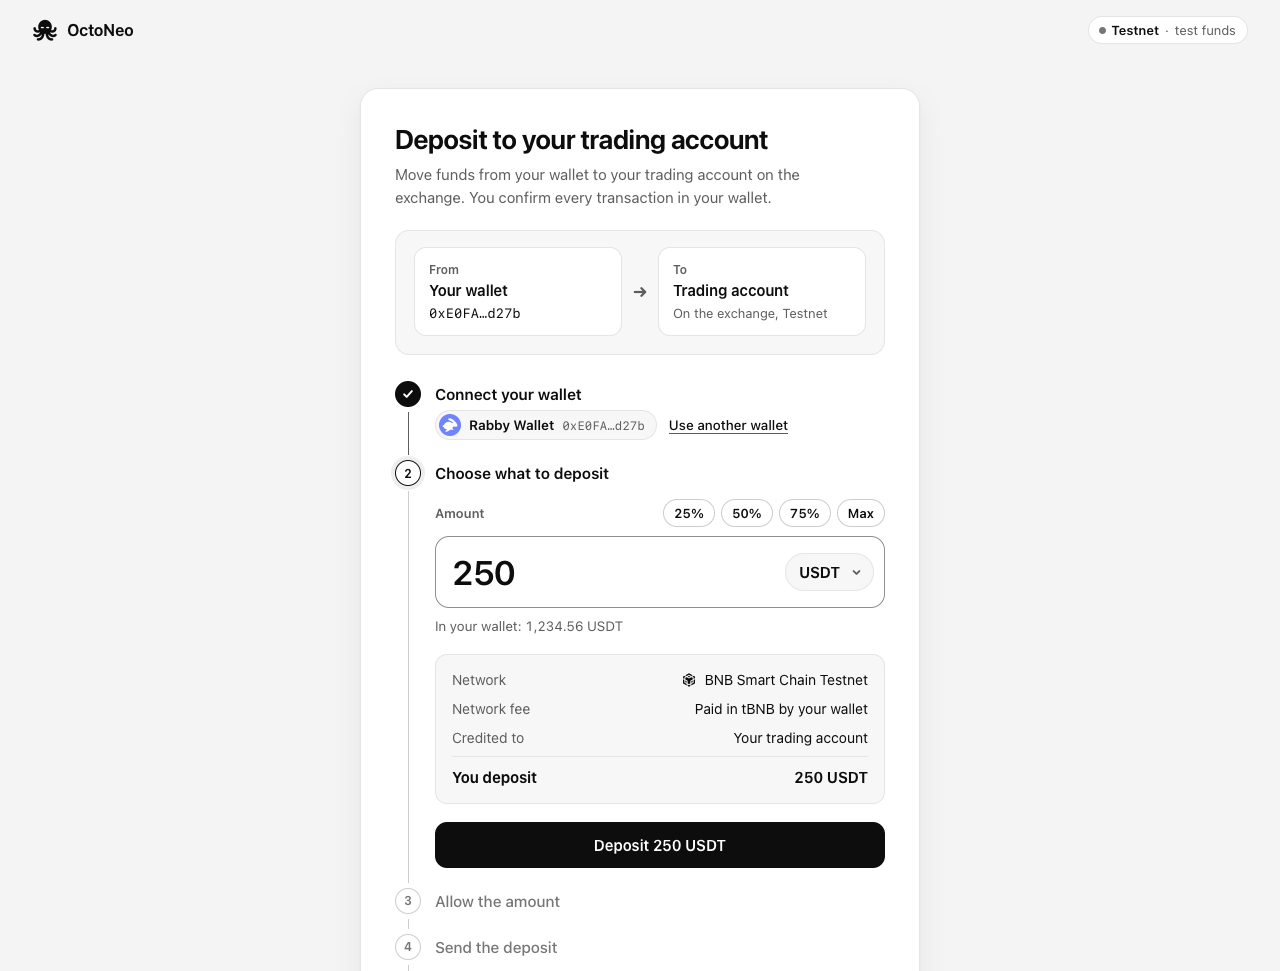 OctoNeo
Testnet · test funds
Deposit to your trading account
Move funds from your wallet to your trading account on the
exchange. You confirm every transaction in your wallet.
From
Your wallet
0xE0FA…d27b
→
To
Trading account
On the exchange, Testnet
Connect your wallet
Rabby Wallet 0xE0FA…d27b Use another wallet
2 Choose what to deposit
Amount 25% 50% 75% Max
250 USDT
In your wallet: 1,234.56 USDT
Network BNB Smart Chain Testnet
Network fee Paid in tBNB by your wallet
Credited to Your trading account
You deposit 250 USDT
Deposit 250 USDT
3 Allow the amount
4 Send the deposit